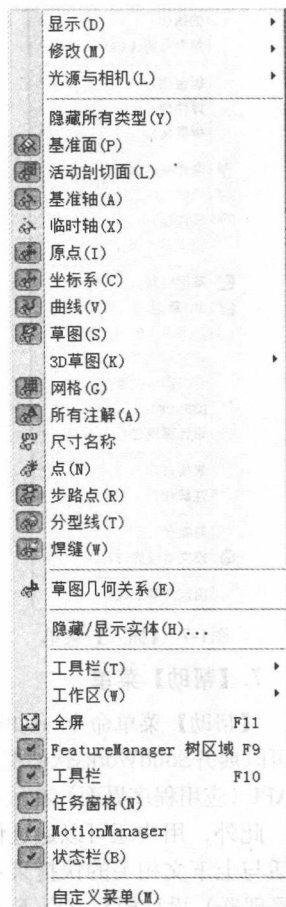 显示(D)
修改(M)
光源与相机(L)
隐藏所有类型(Y)
基准面(P)
活动剖切面(L)
基准轴(A)
临时轴(X)
原点(I)
坐标系(C)
曲线(V)
草图(S)
3D草图(K)
网格(G)
所有注解(A)
尺寸名称
点(N)
步路点(R)
分型线(T)
焊缝(W)
草图几何关系(E)
隐藏/显示实体(H)...
工具栏(T)
工作区(W)
全屏 F11
FeatureManager 树区域 F9
工具栏 F10
任务窗格(N)
MotionManager
状态栏(B)
自定义菜单(M)